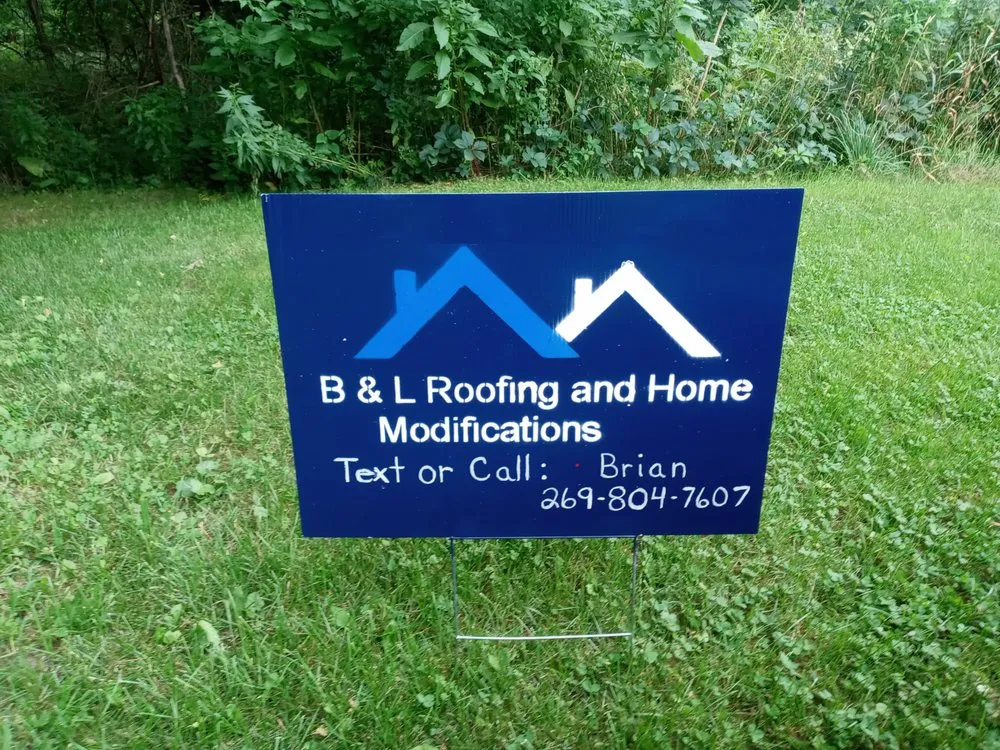 B & L Roofing and Home
Modifications
Text or Call: Brian
269-804-7607